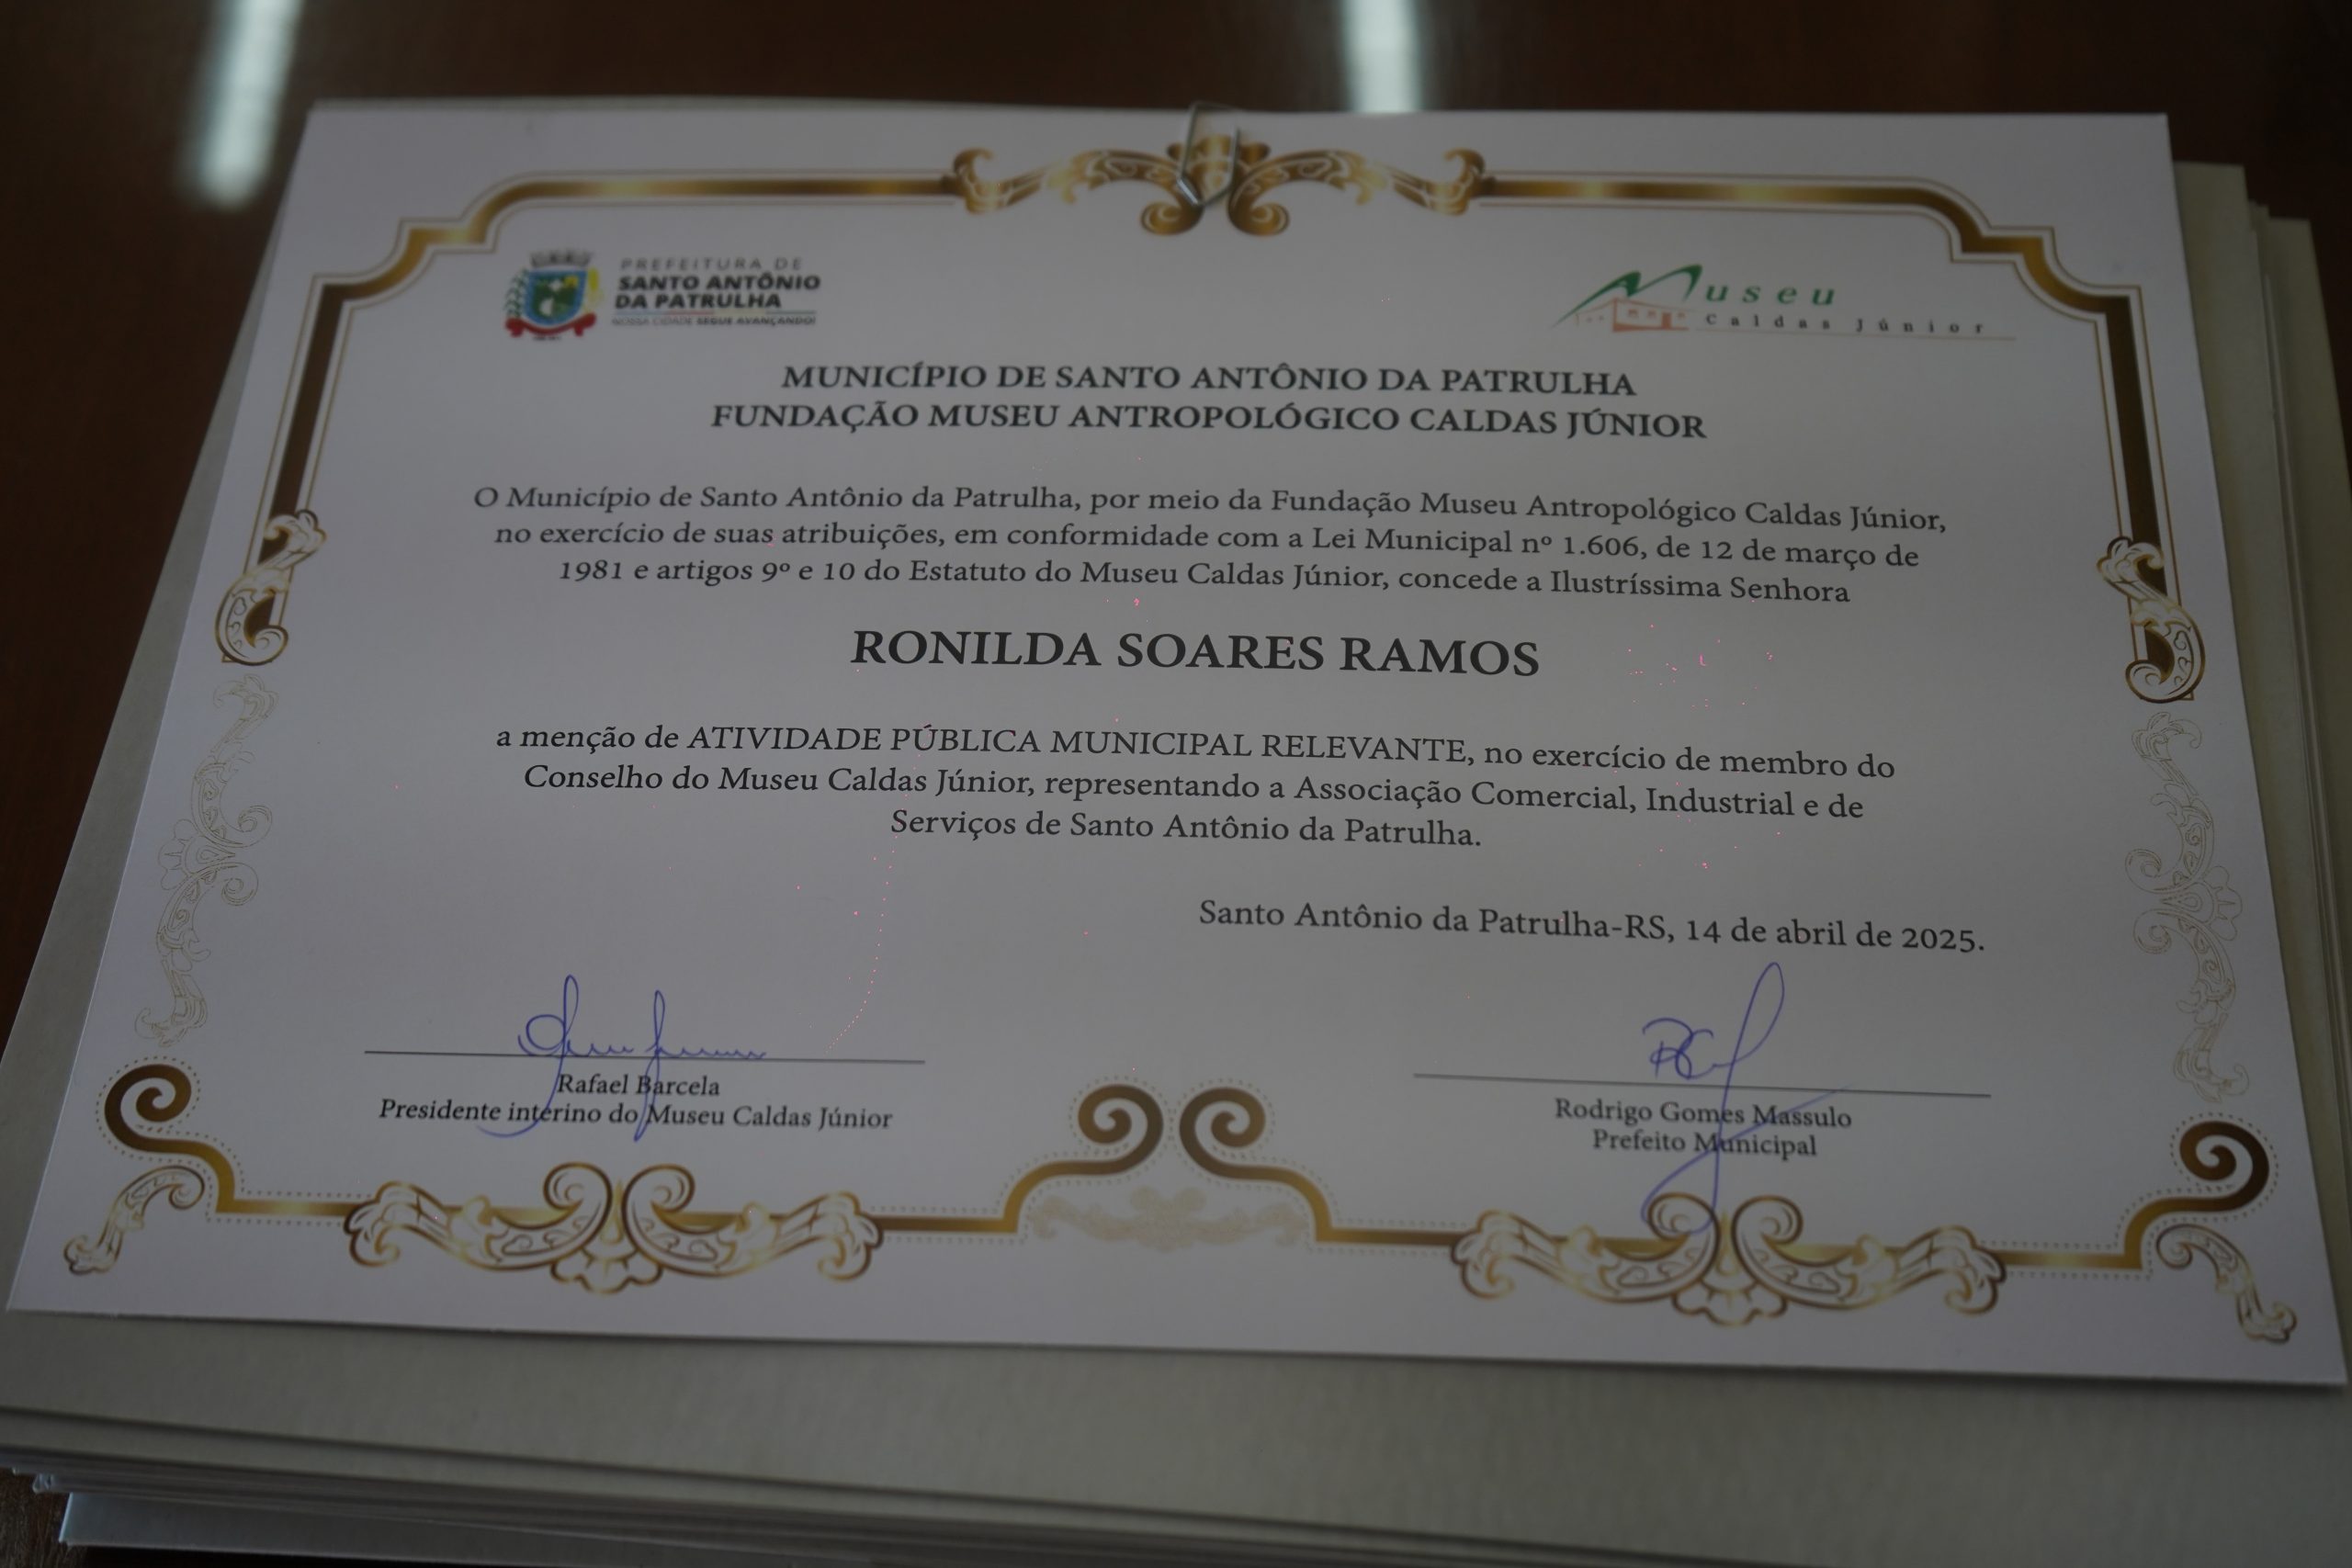 PREFEITURA DE
SANTO ANTÔNIO
DA PATRULHA
NOSSA CIDADE SEGUE AVANÇANDO!
Museu
Caldas Júnior
MUNICÍPIO DE SANTO ANTÔNIO DA PATRULHA
FUNDAÇÃO MUSEU ANTROPOLÓGICO CALDAS JÚNIOR
O Município de Santo Antônio da Patrulha, por meio da Fundação Museu Antropológico Caldas Júnior,
no exercício de suas atribuições, em conformidade com a Lei Municipal nº 1.606, de 12 de março de
1981 e artigos 9º e 10 do Estatuto do Museu Caldas Júnior, concede a Ilustríssima Senhora
RONILDA SOARES RAMOS
a menção de ATIVIDADE PÚBLICA MUNICIPAL RELEVANTE, no exercício de membro do
Conselho do Museu Caldas Júnior, representando a Associação Comercial, Industrial e de
Serviços de Santo Antônio da Patrulha.
Santo Antônio da Patrulha-RS, 14 de abril de 2025.
Rafael Barcela
Presidente interino do Museu Caldas Júnior
Rodrigo Gomes Massulo
Prefeito Municipal